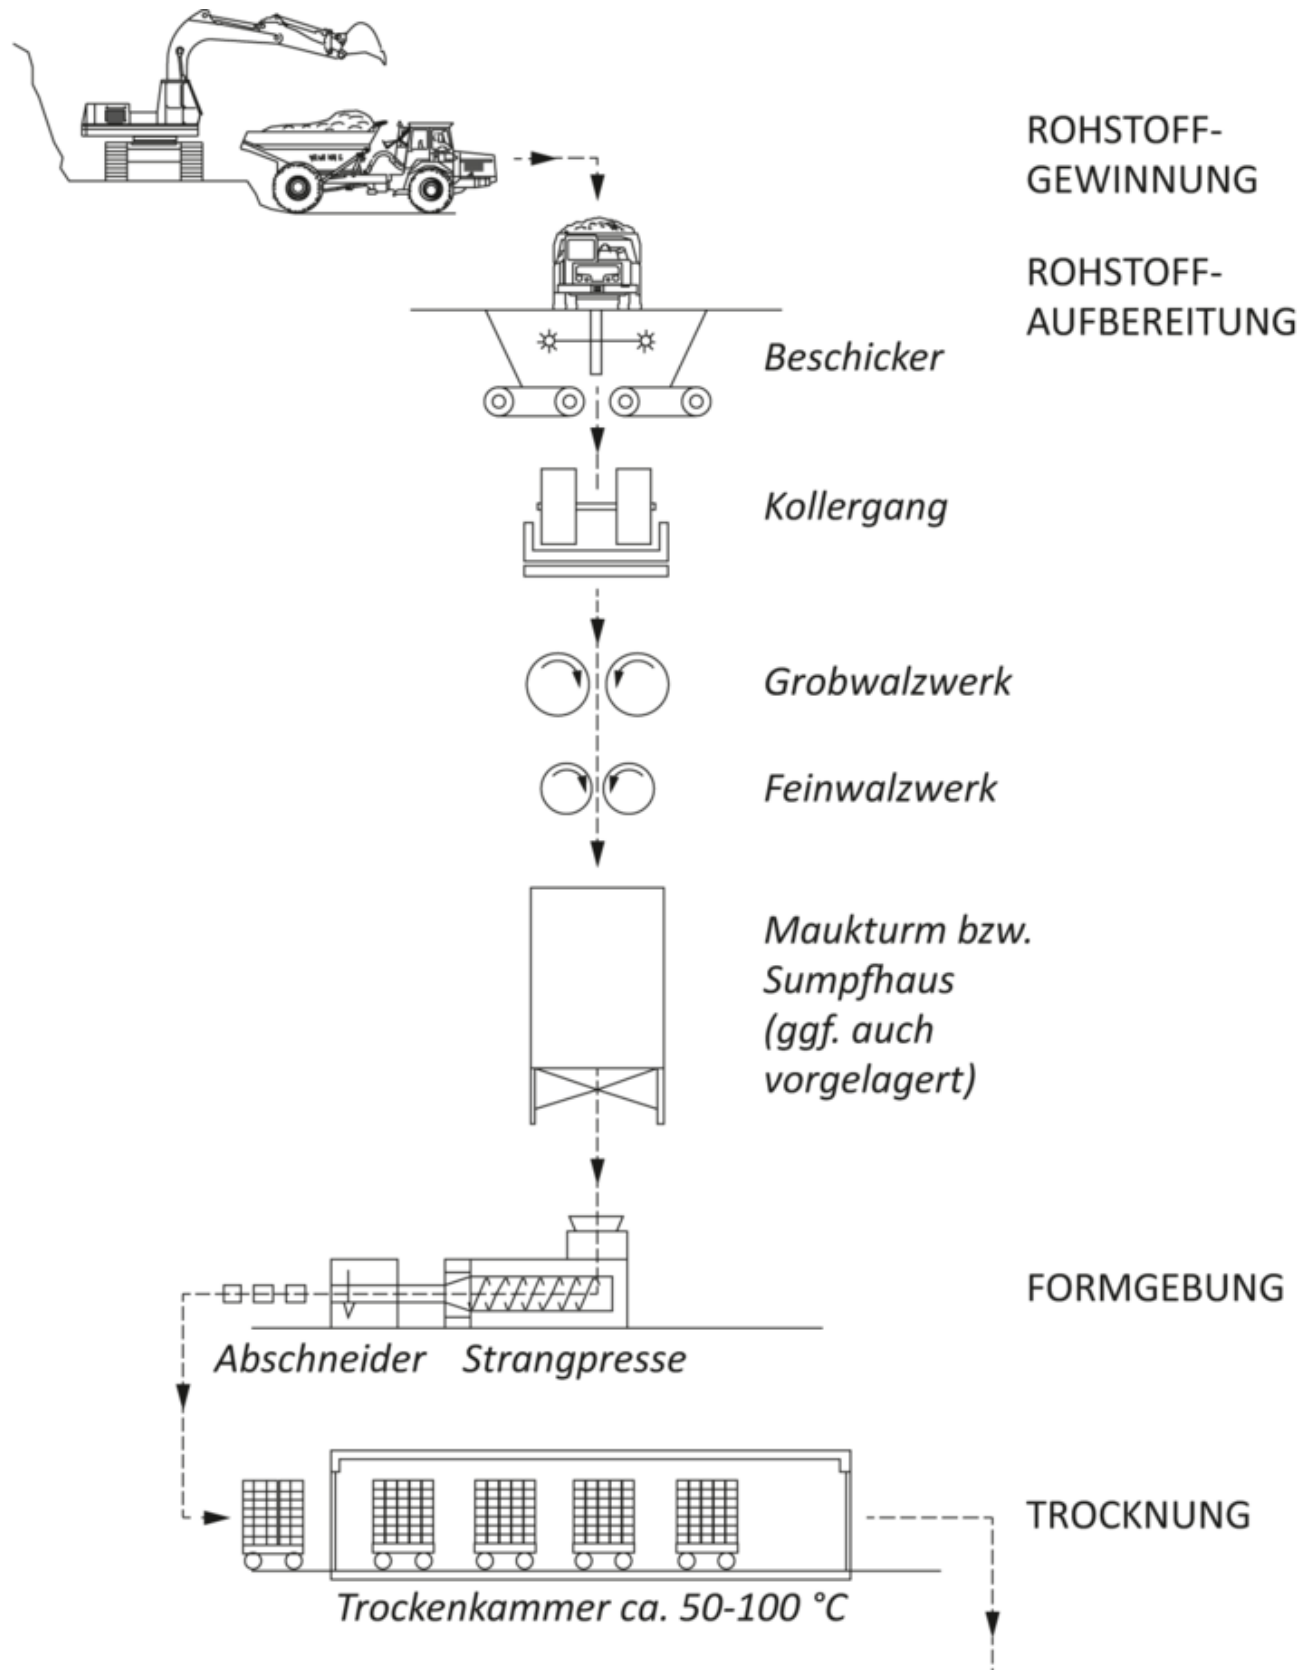 ROHSTOFF-
GEWINNUNG
ROHSTOFF-
AUFBEREITUNG
Beschicker
Kollergang
Grobwalzwerk
Feinwalzwerk
Maukturm bzw.
Sumpfhaus
(ggf. auch
vorgelagert)
FORMGEBUNG
Abschneider Strangpresse
TROCKNUNG
Trockenkammer ca. 50-100 °C